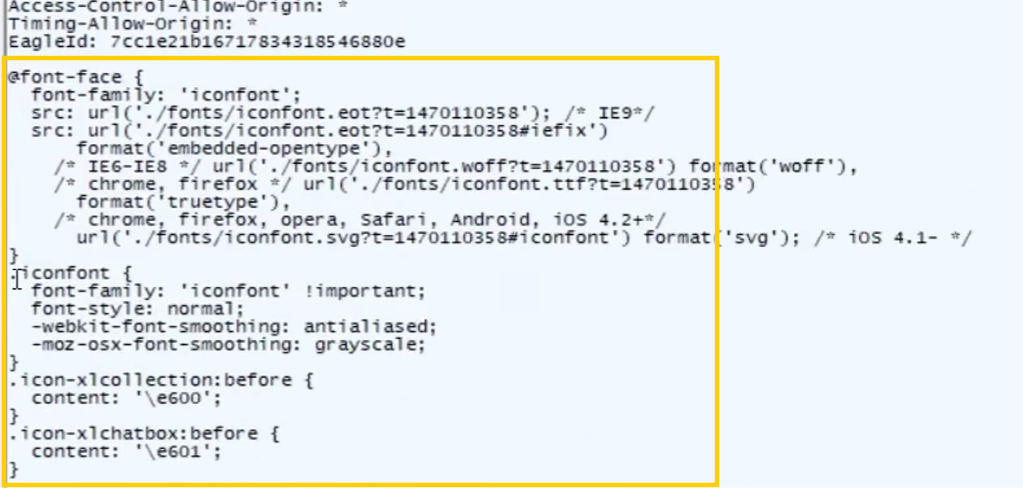 Access-Control-Allow-Origin: *
Timing-Allow-Origin: *
EagleId: 7cc1e21b16717834318546880e
@font-face {
font-family: 'iconfont';
src: url('./fonts/iconfont.eot?t=1470110358'); /* IE9*/
src: url('./fonts/iconfont.eot?t=1470110358#iefix')
format('embedded-opentype'),
/* IE6-IE8 */ url('./fonts/iconfont.woff?t=1470110358') format('woff'),
/* chrome, firefox */ url('./fonts/iconfont.ttf?t=1470110358')
format('truetype'),
/* chrome, firefox, opera, Safari, Android, iOS 4.2+*/
url('./fonts/iconfont.svg?t=1470110358#iconfont') format('svg'); /* iOS 4.1- */
}
.iconfont {
font-family: 'iconfont' !important;
font-style: normal;
-webkit-font-smoothing: antialiased;
-moz-osx-font-smoothing: grayscale;
}
.icon-xlcollection:before {
content: '\e600';
}
.icon-xlchatbox:before {
content: '\e601';
}